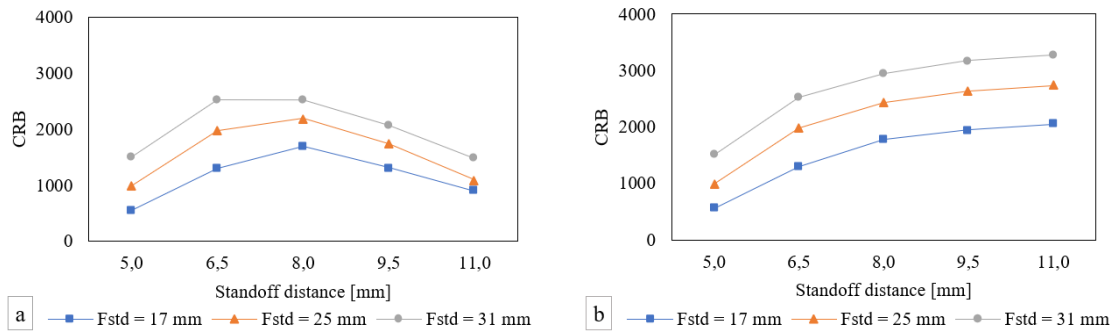 4000
3000
2000
1000
0
CRB
5,0 6,5 8,0 9,5 11,0
Standoff distance [mm]
a
Fstd = 17 mm Fstd = 25 mm Fstd = 31 mm
4000
3000
2000
1000
0
CRB
5,0 6,5 8,0 9,5 11,0
Standoff distance [mm]
b
Fstd = 17 mm Fstd = 25 mm Fstd = 31 mm